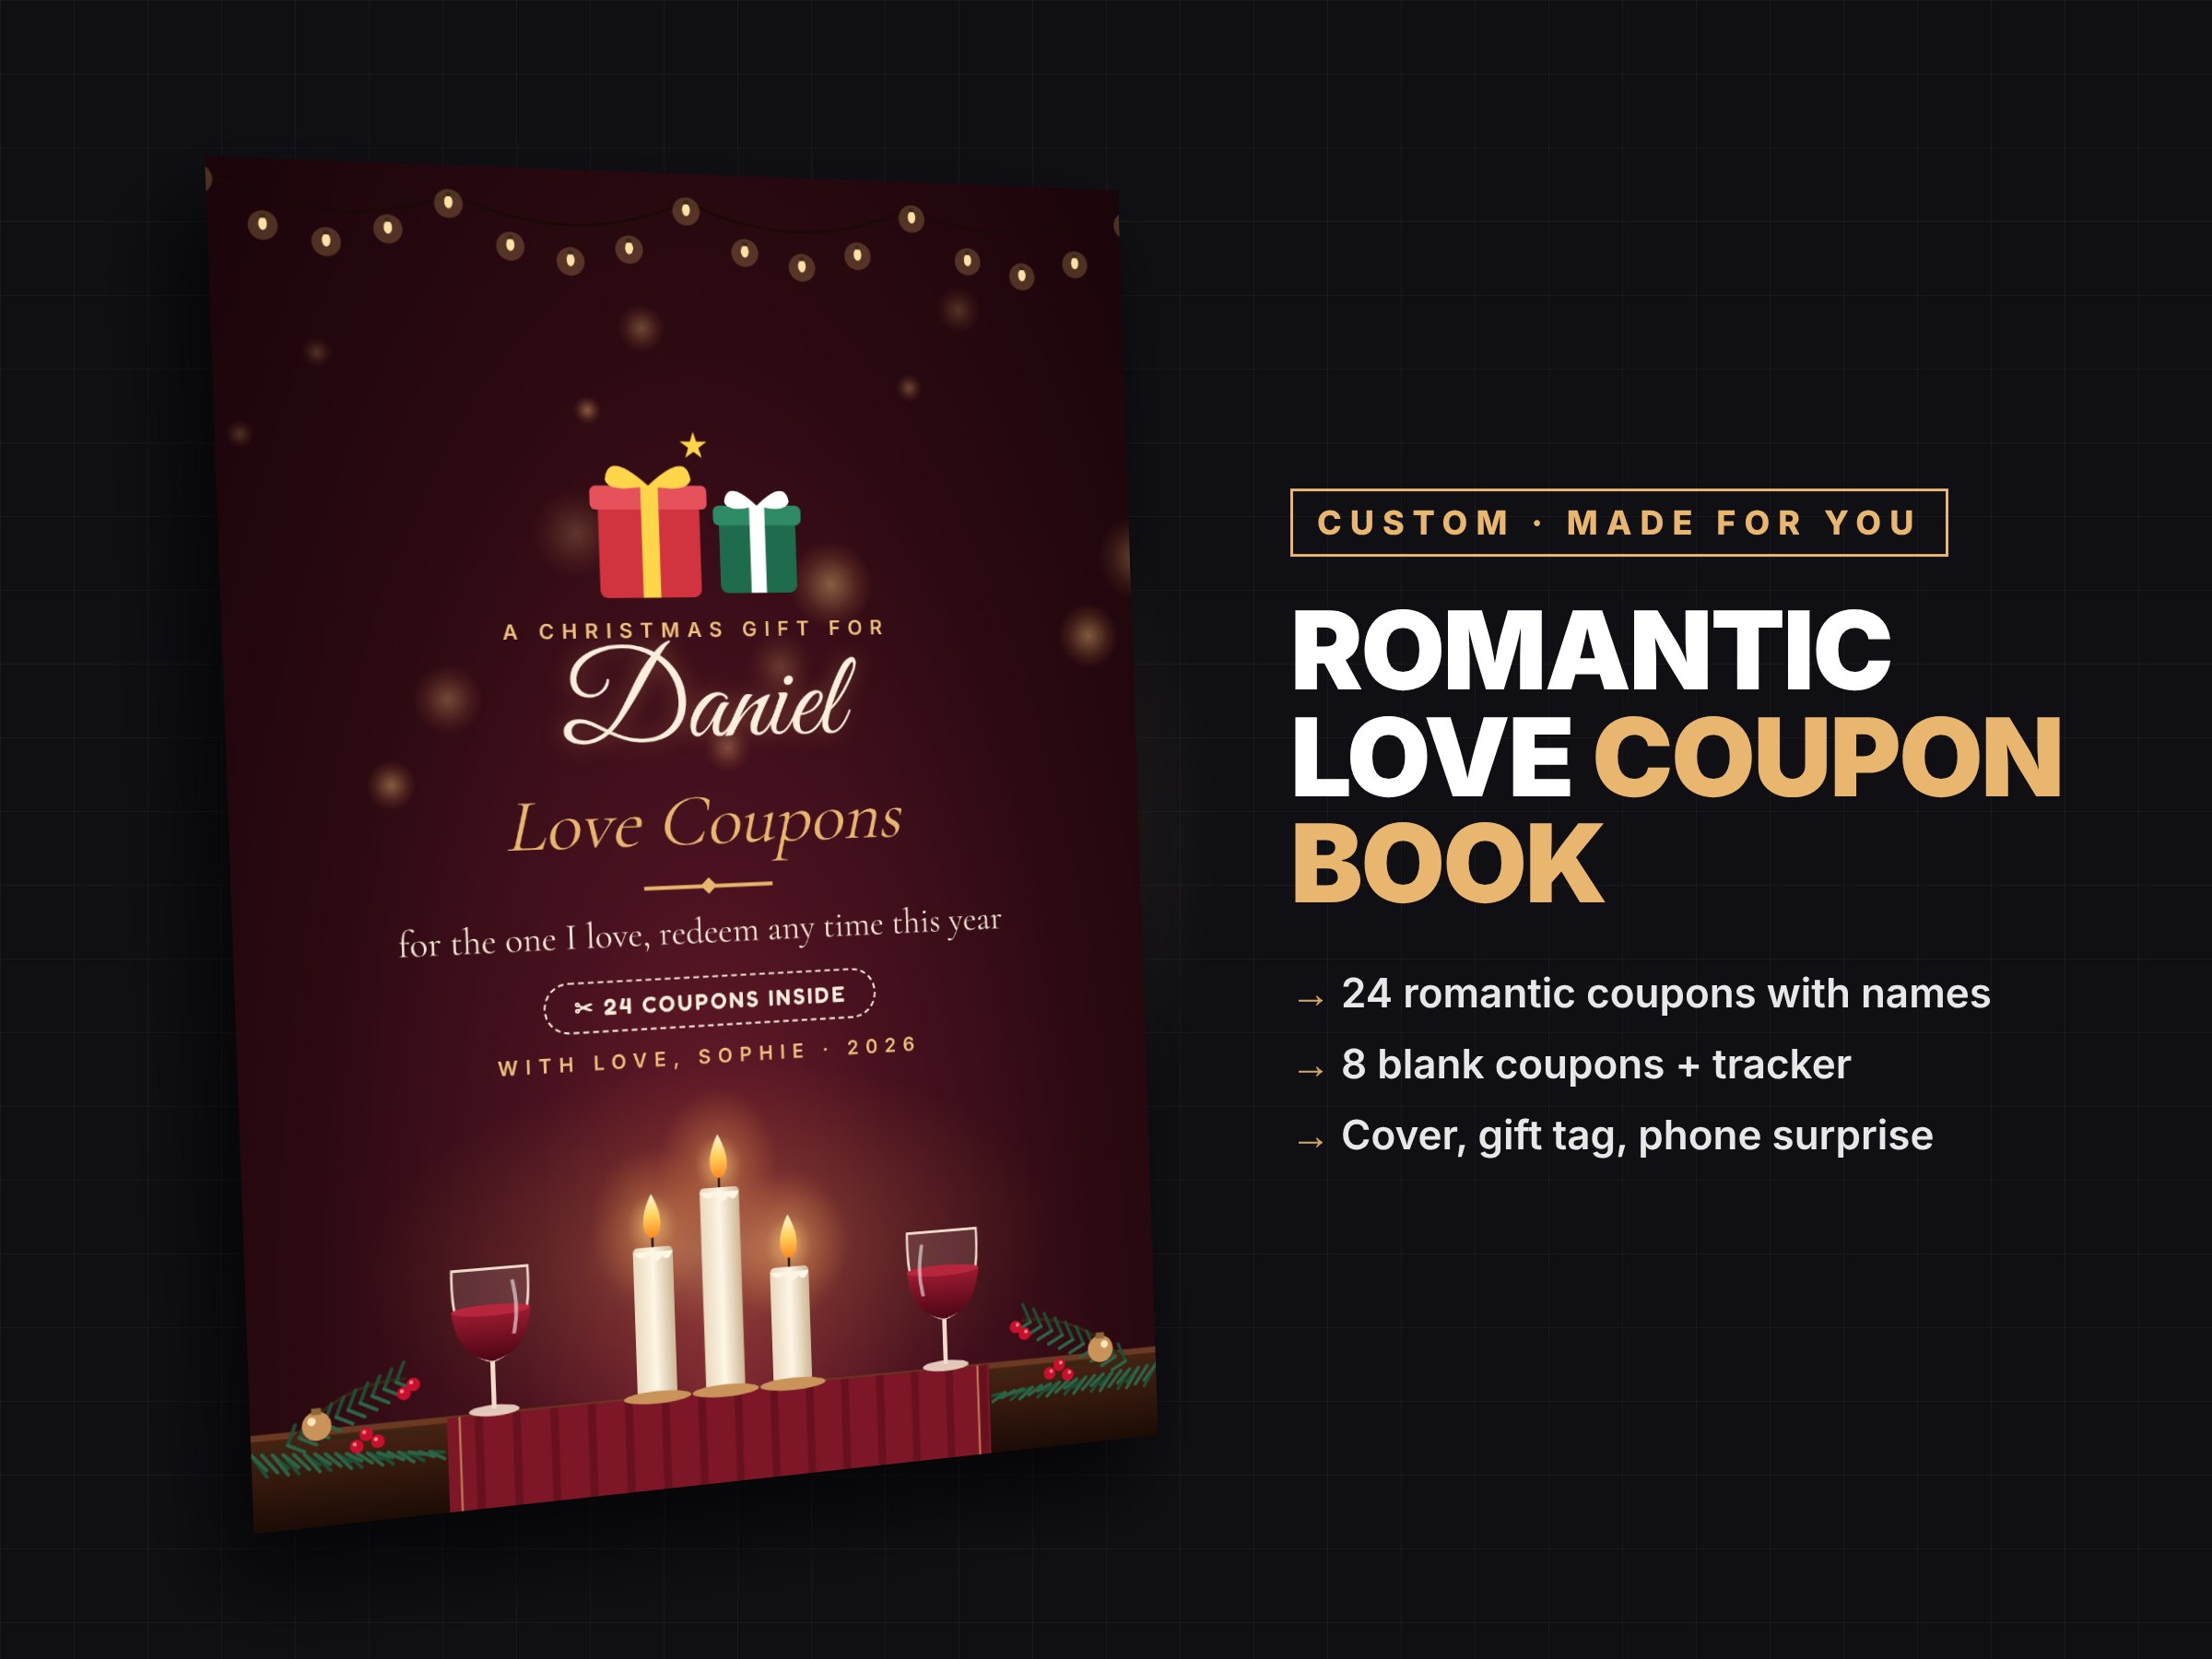 A CHRISTMAS GIFT FOR
Daniel
Love Coupons
for the one I love, redeem any time this year
✂ 24 COUPONS INSIDE
WITH LOVE, SOPHIE · 2026
CUSTOM · MADE FOR YOU
ROMANTIC
LOVE COUPON
BOOK
→ 24 romantic coupons with names
→ 8 blank coupons + tracker
→ Cover, gift tag, phone surprise